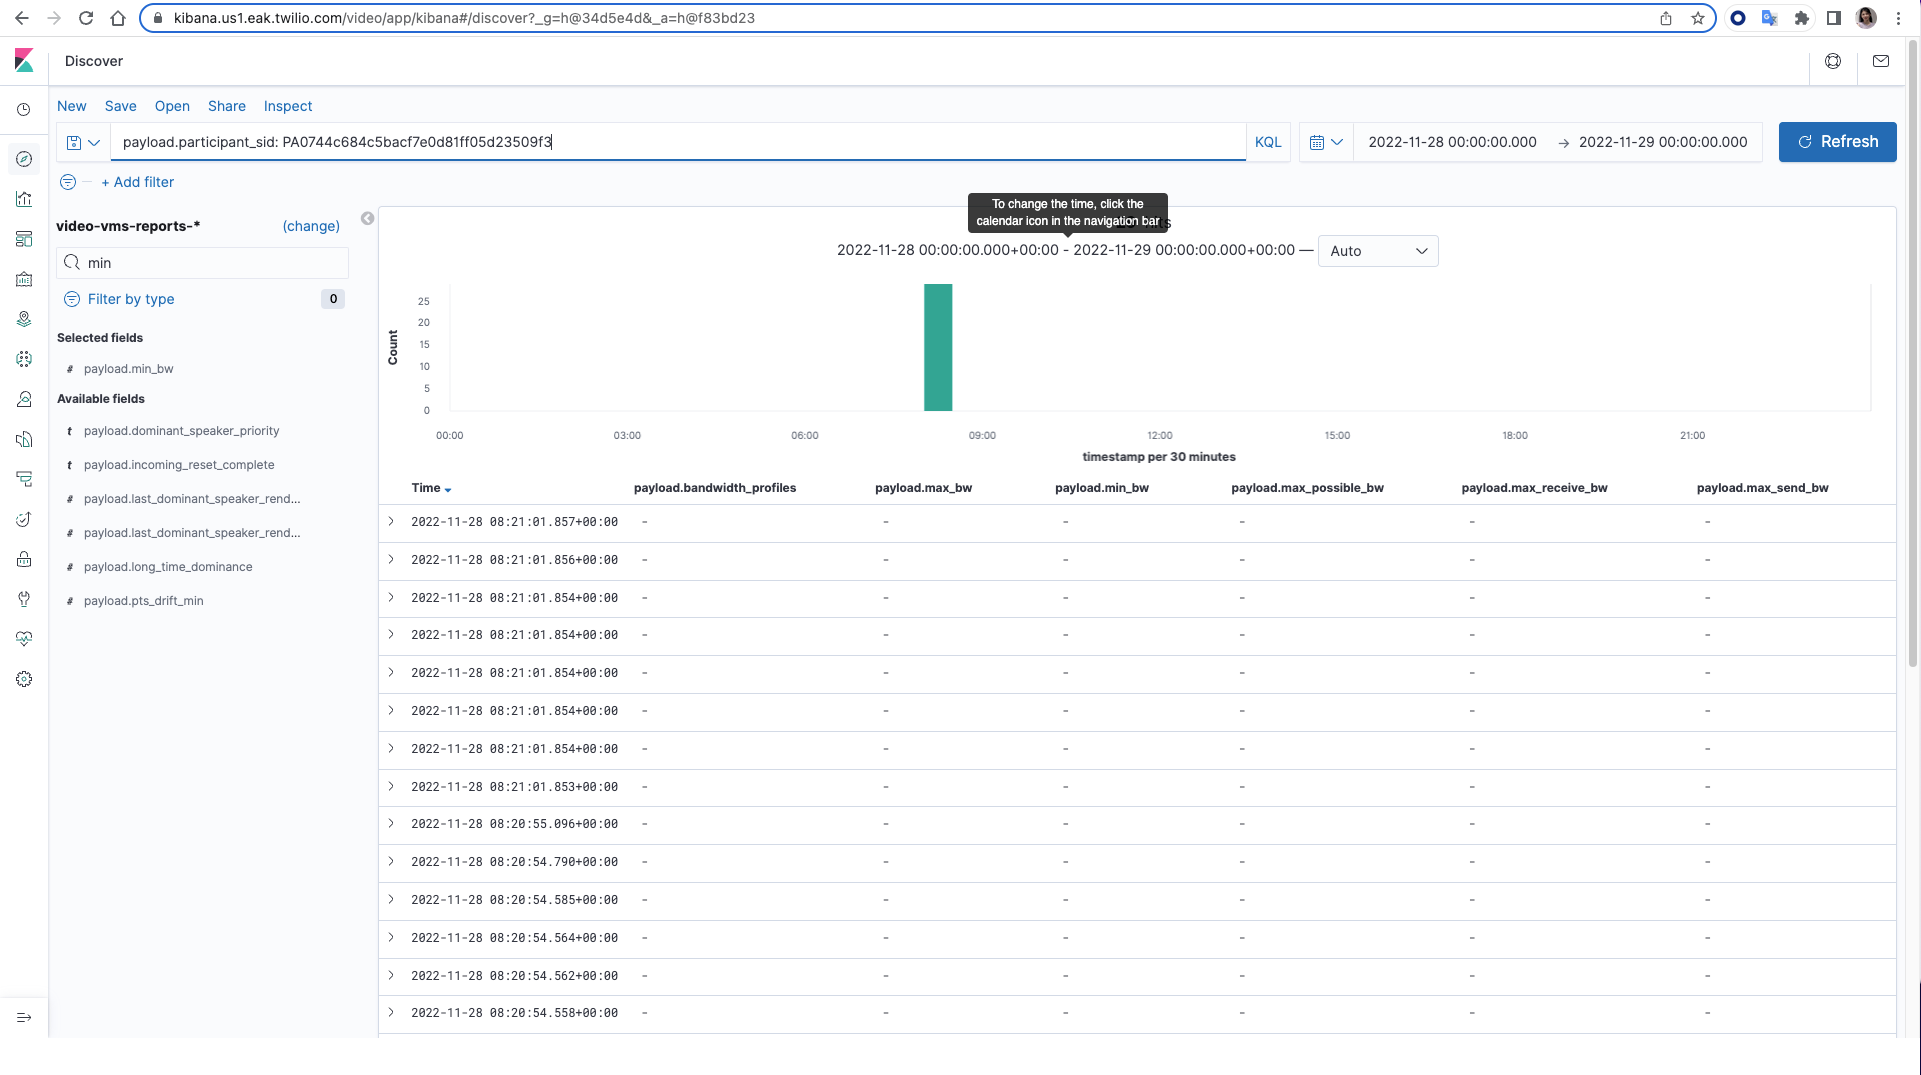 kibana.us1.eak.twilio.com/video/app/kibana#/discover?_g=h@34d5e4d&_a=h@f83bd23
Discover
New Save Open Share Inspect
payload.participant_sid: PA0744c684c5bacf7e0d81ff05d23509f3 KQL 2022-11-28 00:00:00.000 → 2022-11-29 00:00:00.000 Refresh
+ Add filter
video-vms-reports-* (change)
min
Filter by type 0
Selected fields
# payload.min_bw
Available fields
t payload.dominant_speaker_priority
t payload.incoming_reset_complete
# payload.last_dominant_speaker_rend...
# payload.last_dominant_speaker_rend...
# payload.long_time_dominance
# payload.pts_drift_min
To change the time, click the
calendar icon in the navigation bar
2022-11-28 00:00:00.000+00:00 - 2022-11-29 00:00:00.000+00:00 — Auto
Count
25
20
15
10
5
0
00:00 03:00 06:00 09:00 12:00 15:00 18:00 21:00
timestamp per 30 minutes
Time payload.bandwidth_profiles payload.max_bw payload.min_bw payload.max_possible_bw payload.max_receive_bw payload.max_send_bw
2022-11-28 08:21:01.857+00:00 - - - - - -
2022-11-28 08:21:01.856+00:00 - - - - - -
2022-11-28 08:21:01.854+00:00 - - - - - -
2022-11-28 08:21:01.854+00:00 - - - - - -
2022-11-28 08:21:01.854+00:00 - - - - - -
2022-11-28 08:21:01.854+00:00 - - - - - -
2022-11-28 08:21:01.854+00:00 - - - - - -
2022-11-28 08:21:01.853+00:00 - - - - - -
2022-11-28 08:20:55.096+00:00 - - - - - -
2022-11-28 08:20:54.790+00:00 - - - - - -
2022-11-28 08:20:54.585+00:00 - - - - - -
2022-11-28 08:20:54.564+00:00 - - - - - -
2022-11-28 08:20:54.562+00:00 - - - - - -
2022-11-28 08:20:54.558+00:00 - - - - - -